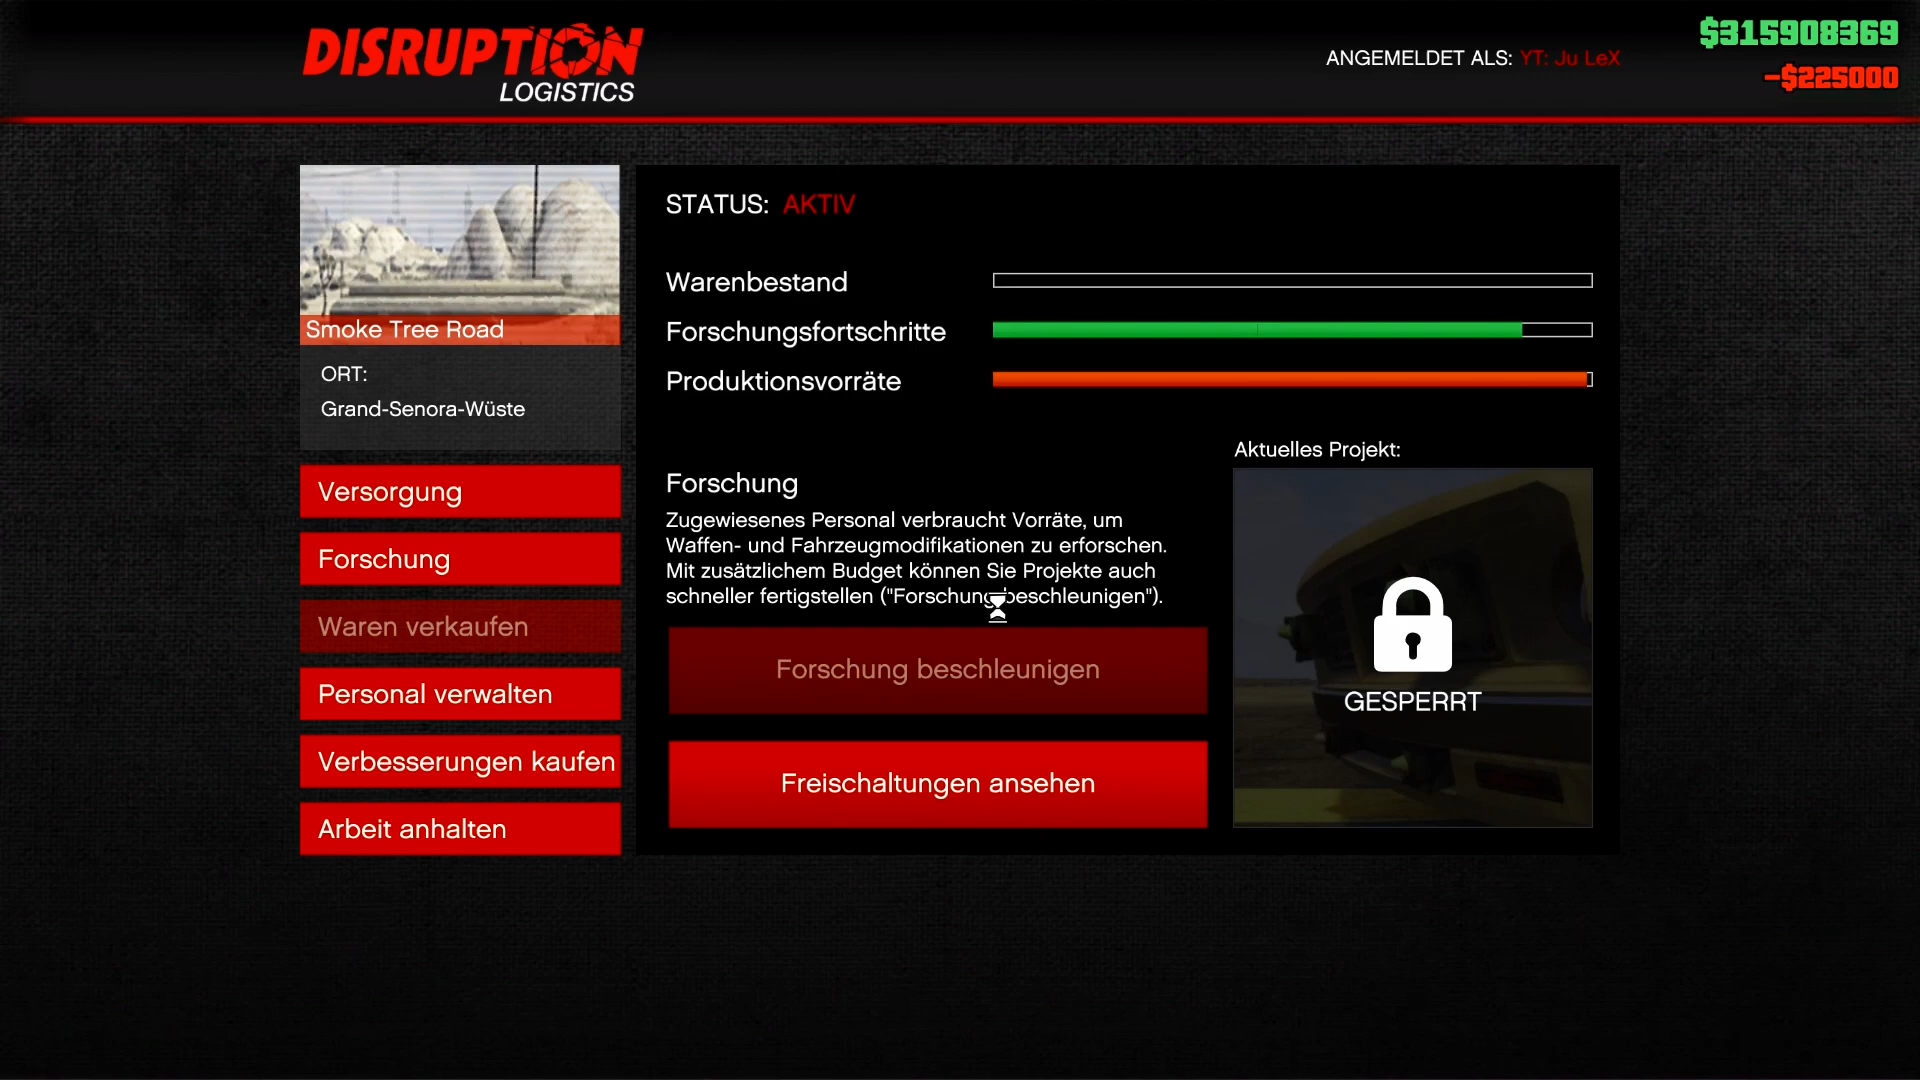 DISRUPTION
LOGISTICS
ANGEMELDET ALS: YT: Ju LeX
$315908369
-$225000
Smoke Tree Road
ORT:
Grand-Senora-Wüste
Versorgung
Forschung
Waren verkaufen
Personal verwalten
Verbesserungen kaufen
Arbeit anhalten
STATUS: AKTIV
Warenbestand
Forschungsfortschritte
Produktionsvorräte
Forschung
Zugewiesenes Personal verbraucht Vorräte, um
Waffen- und Fahrzeugmodifikationen zu erforschen.
Mit zusätzlichem Budget können Sie Projekte auch
schneller fertigstellen ("Forschung beschleunigen").
Forschung beschleunigen
Freischaltungen ansehen
Aktuelles Projekt:
GESPERRT